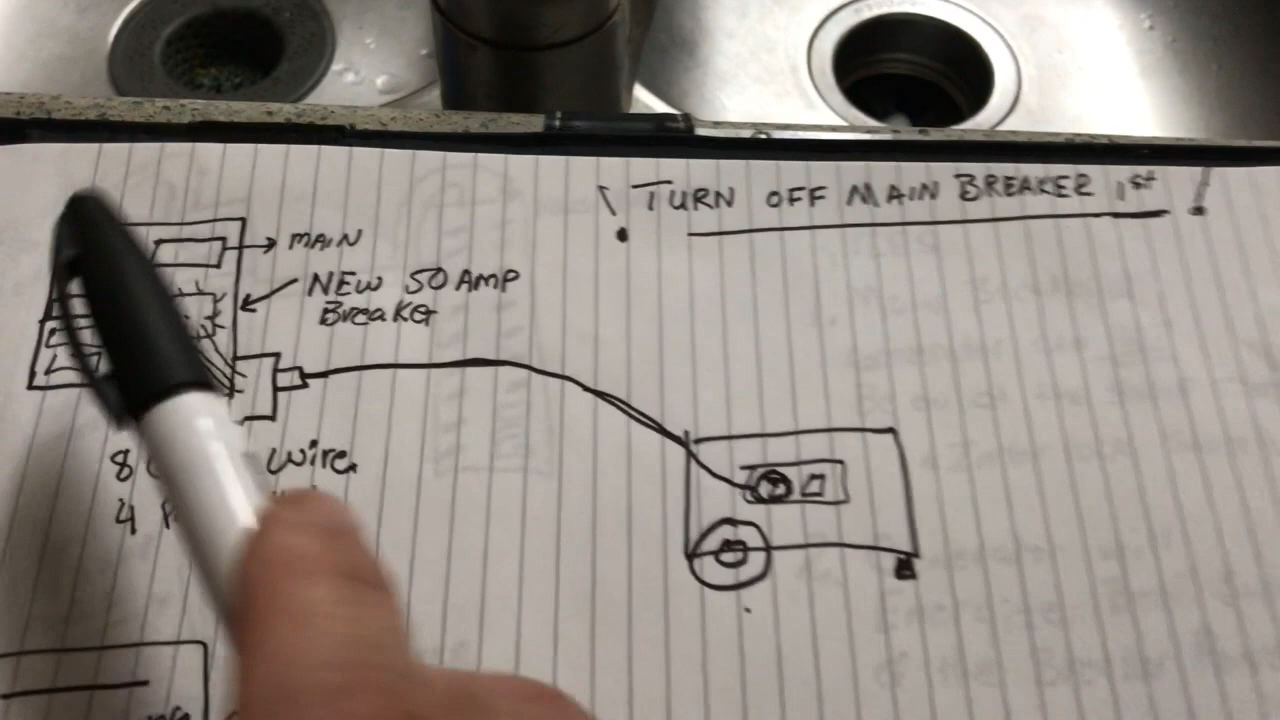 ! TURN OFF MAIN BREAKER 1st !
MAIN
NEW 50 AMP
Breaker
8 wire
4